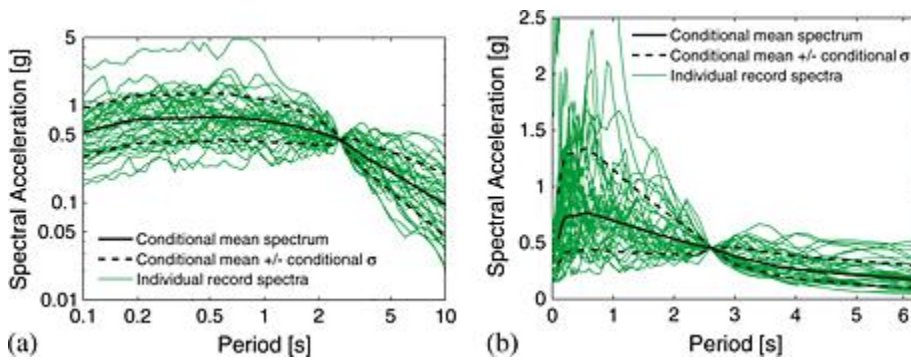 5
1
0.5
0.1
0.05
0.01
Spectral Acceleration [g]
Conditional mean spectrum
Conditional mean +/- conditional σ
Individual record spectra
0.1 0.2 0.5 1 2 5 10
(a)
Period [s]
2.5
2
1.5
1
0.5
0
Spectral Acceleration [g]
Conditional mean spectrum
Conditional mean +/- conditional σ
Individual record spectra
0 1 2 3 4 5 6
(b)
Period [s]